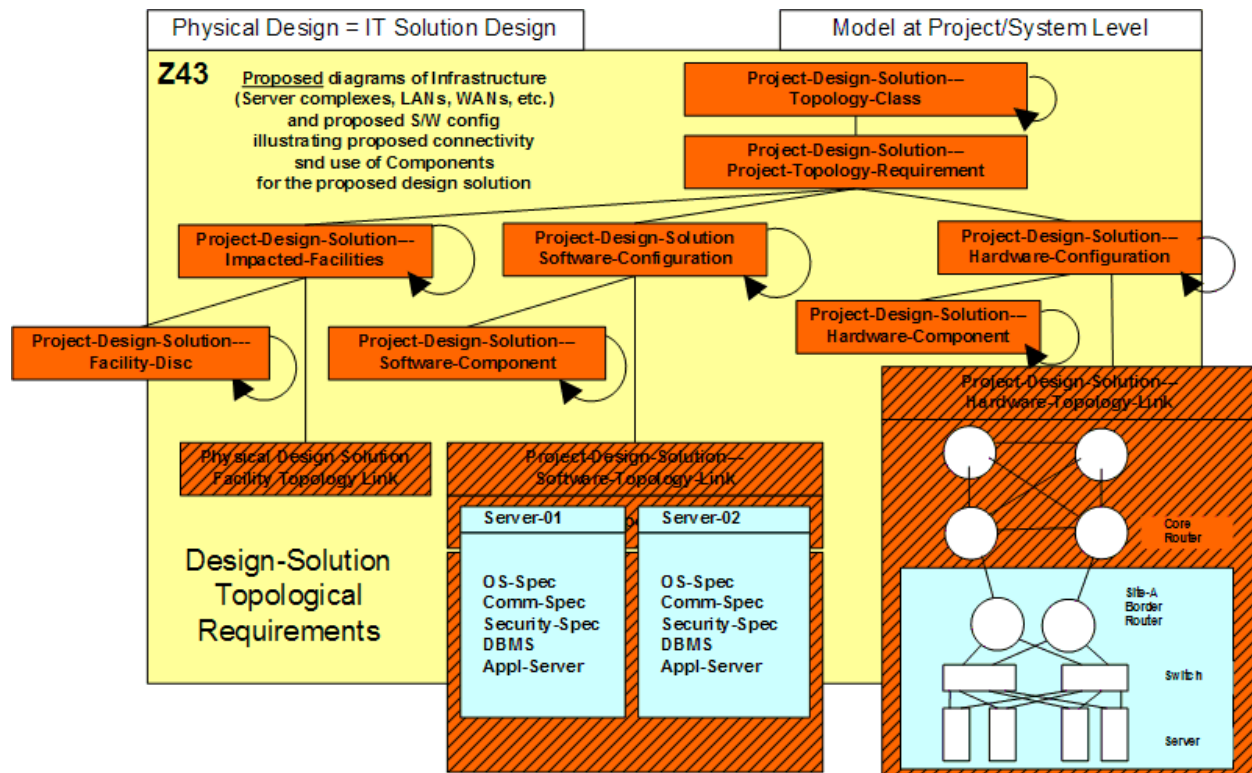 Physical Design = IT Solution Design
Model at Project/System Level
Z43
Proposed diagrams of Infrastructure
(Server complexes, LANs, WANs, etc.)
and proposed S/W config
illustrating proposed connectivity
snd use of Components
for the proposed design solution
Project-Design-Solution---
Topology-Class
Project-Design-Solution---
Project-Topology-Requirement
Project-Design-Solution---
Impacted-Facilities
Project-Design-Solution
Software-Configuration
Project-Design-Solution---
Hardware-Configuration
Project-Design-Solution---
Facility-Disc
Project-Design-Solution---
Software-Component
Project-Design-Solution---
Hardware-Component
Physical Design Solution
Facility Topology Link
Project-Design-Solution---
Software-Topology-Link
Project-Design-Solution---
Hardware-Topology-Link
Server-01
OS-Spec
Comm-Spec
Security-Spec
DBMS
Appl-Server
Server-02
OS-Spec
Comm-Spec
Security-Spec
DBMS
Appl-Server
Core
Router
Site-A
Border
Router
Switch
Server
Design-Solution
Topological
Requirements